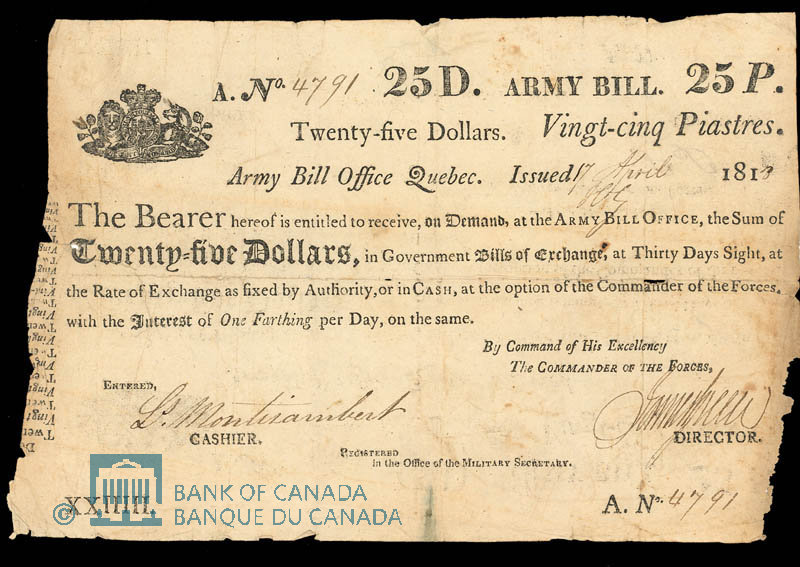 A. No. 4791 25 D. ARMY BILL. 25 P.
Twenty-five Dollars. Vingt-cinq Piastres.
Army Bill Office Quebec. Issued 17 April 1813
The Bearer hereof is entitled to receive, on Demand, at the ARMY BILL OFFICE, the Sum of
Twenty-five Dollars, in Government Bills of Exchange, at Thirty Days Sight, at
the Rate of Exchange as fixed by Authority, or in CASH, at the option of the Commander of the Forces,
with the Interest of One Farthing per Day, on the same.
By Command of His Excellency
The COMMANDER OF THE FORCES,
ENTERED,
Ls. Montizambert
CASHIER.
DIRECTOR.
REGISTERED
in the Office of the MILITARY SECRETARY.
XXIIIII.
A. No. 4791
© BANK OF CANADA
BANQUE DU CANADA